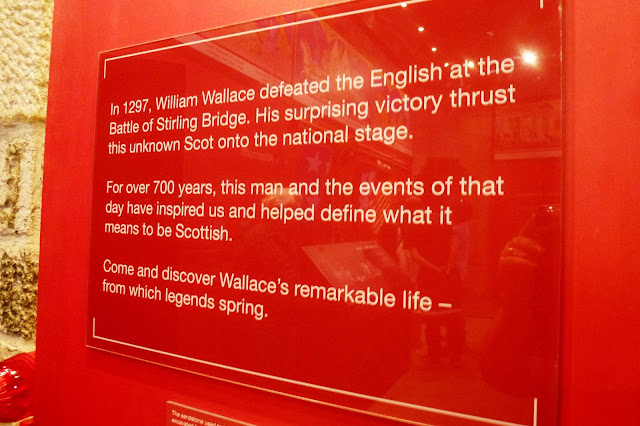 In 1297, William Wallace defeated the English at the
Battle of Stirling Bridge. His surprising victory thrust
this unknown Scot onto the national stage.
For over 700 years, this man and the events of that
day have inspired us and helped define what it
means to be Scottish.
Come and discover Wallace's remarkable life –
from which legends spring.
The sandstone used